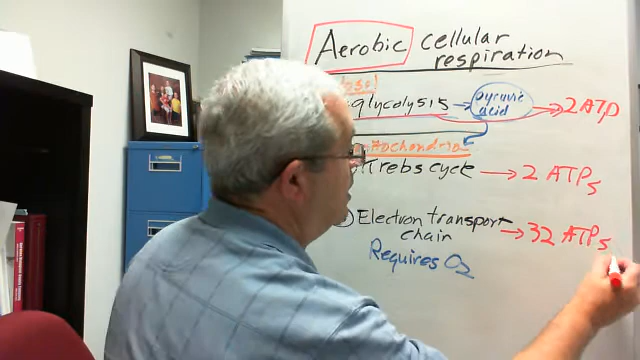 Aerobic cellular
respiration
glycolysis → pyruvic acid → 2 ATP
Krebs cycle → 2 ATPs
Electron transport
chain → 32 ATPs
Requires O2